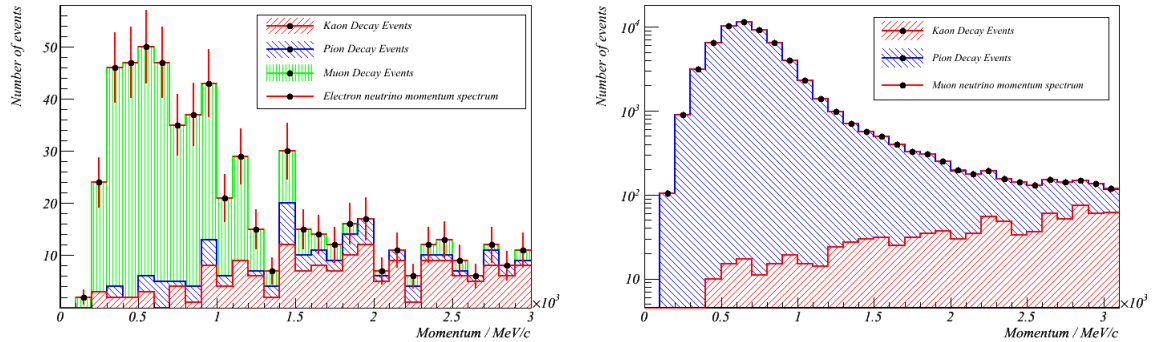 Number of events
50
40
30
20
10
Kaon Decay Events
Pion Decay Events
Muon Decay Events
Electron neutrino momentum spectrum
0
0.5
1
1.5
2
2.5
3
×10³
Momentum / MeV/c
Number of events
10⁴
10³
10²
10
Kaon Decay Events
Pion Decay Events
Muon neutrino momentum spectrum
0
0.5
1
1.5
2
2.5
3
×10³
Momentum / MeV/c